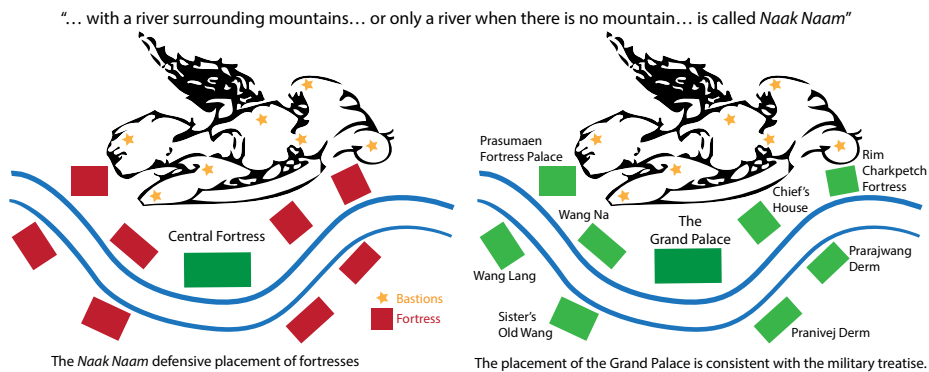 “… with a river surrounding mountains… or only a river when there is no mountain… is called Naak Naam”
Central Fortress
Bastions
Fortress
The Naak Naam defensive placement of fortresses
Prasumaen
Fortress Palace
Rim
Charkpetch
Fortress
Chief’s
House
Wang Na
The
Grand Palace
Wang Lang
Prarajwang
Derm
Sister’s
Old Wang
Pranivej Derm
The placement of the Grand Palace is consistent with the military treatise.